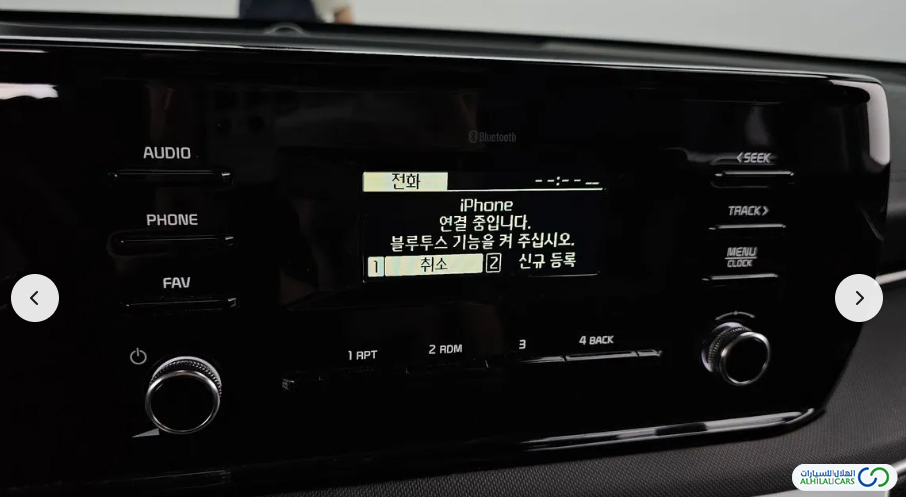 Bluetooth
AUDIO
PHONE
FAV
전화 --:--
iPhone
연결 중입니다.
블루투스 기능을 켜 주십시오.
1 취소 2 신규 등록
<SEEK
TRACK>
MENU
CLOCK
1 RPT 2 RDM 3 4 BACK
الهلال للسيارات
ALHILAL CARS